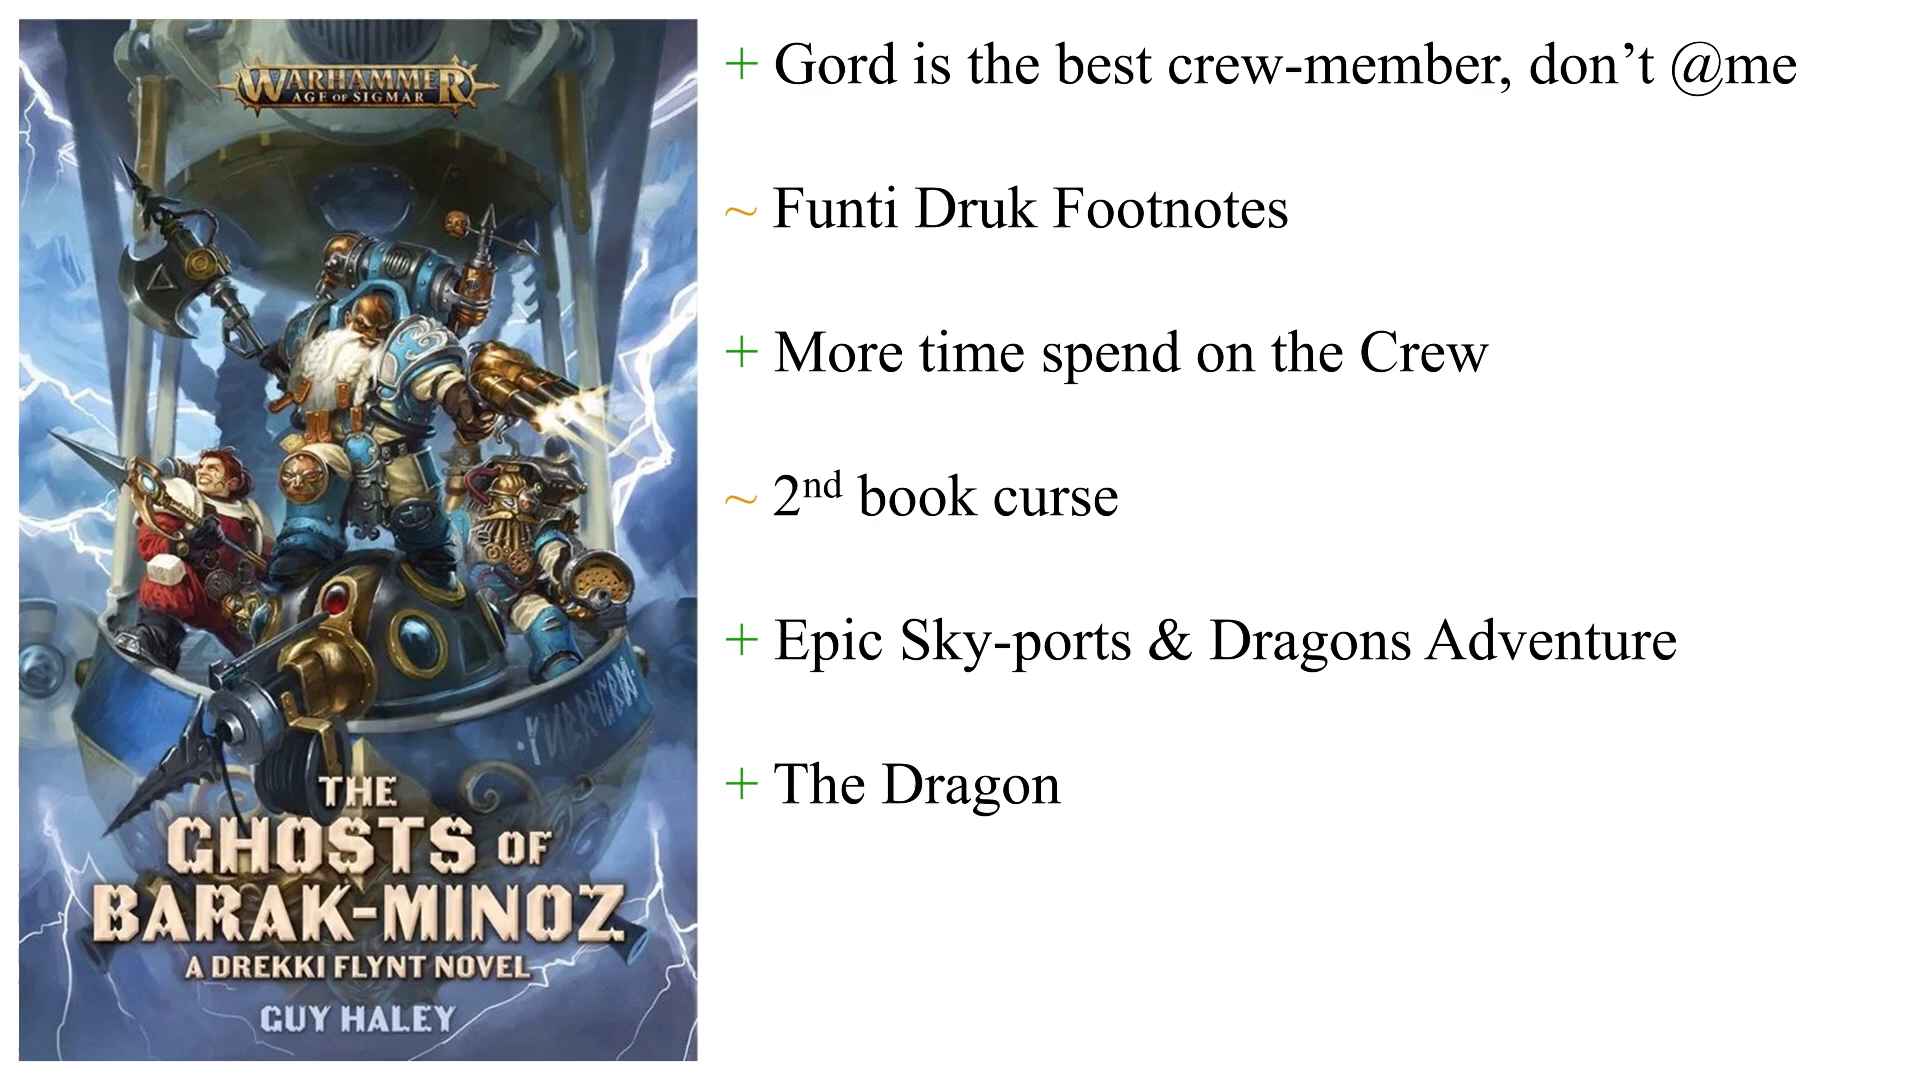 WARHAMMER
AGE OF SIGMAR
THE
GHOSTS OF
BARAK-MINOZ
A DREKKI FLYNT NOVEL
GUY HALEY
+ Gord is the best crew-member, don’t @me
~ Funti Druk Footnotes
+ More time spend on the Crew
~ 2nd book curse
+ Epic Sky-ports & Dragons Adventure
+ The Dragon